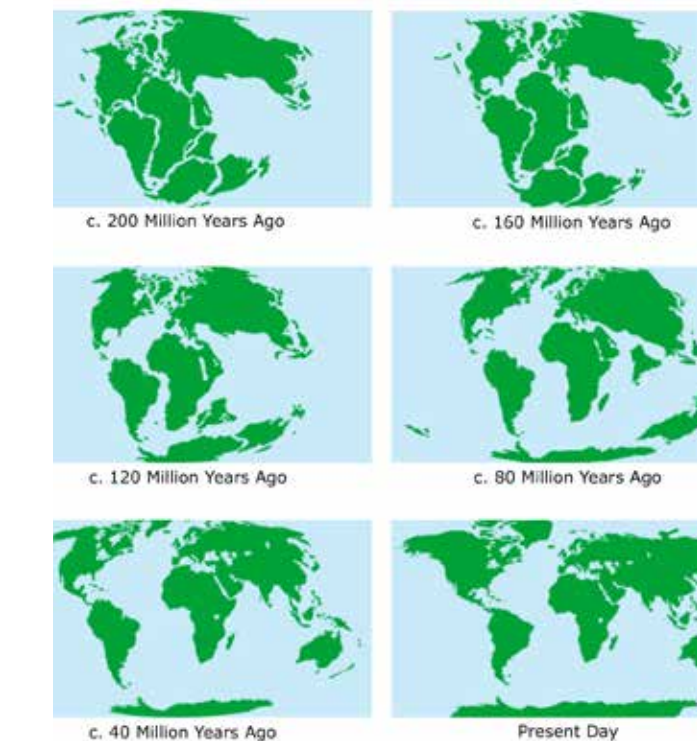 c. 200 Million Years Ago
c. 160 Million Years Ago
c. 120 Million Years Ago
c. 80 Million Years Ago
c. 40 Million Years Ago
Present Day